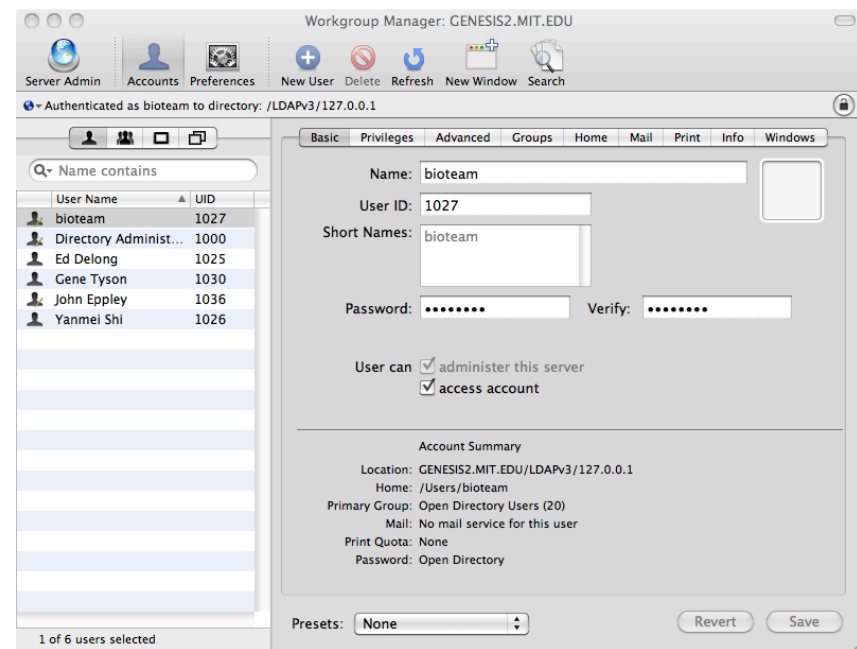 Workgroup Manager: GENESIS2.MIT.EDU
Server Admin Accounts Preferences New User Delete Refresh New Window Search
Authenticated as bioteam to directory: /LDAPv3/127.0.0.1
Name contains
User Name UID
bioteam 1027
Directory Administ... 1000
Ed Delong 1025
Gene Tyson 1030
John Eppley 1036
Yanmei Shi 1026
1 of 6 users selected
Basic Privileges Advanced Groups Home Mail Print Info Windows
Name: bioteam
User ID: 1027
Short Names: bioteam
Password: •••••••• Verify: ••••••••
User can administer this server
access account
Account Summary
Location: GENESIS2.MIT.EDU/LDAPv3/127.0.0.1
Home: /Users/bioteam
Primary Group: Open Directory Users (20)
Mail: No mail service for this user
Print Quota: None
Password: Open Directory
Presets: None Revert Save